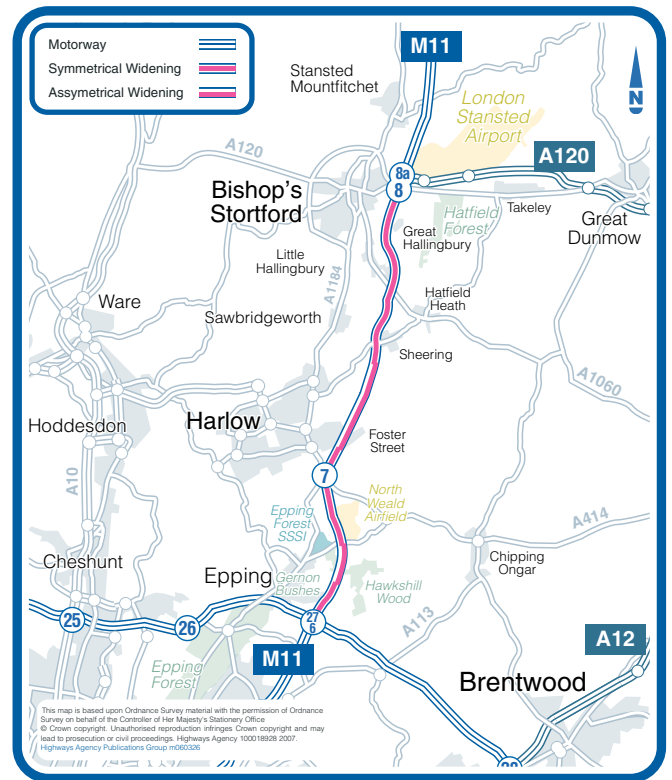 Motorway
Symmetrical Widening
Assymetrical Widening
M11
N
Stansted
Mountfitchet
London
Stansted
Airport
A120
A120
8a
8
Bishop's
Stortford
Hatfield
Forest
Takeley
Great
Dunmow
Great
Hallingbury
Little
Hallingbury
A1184
Hatfield
Heath
Ware
Sawbridgeworth
Sheering
A1060
Harlow
Hoddesdon
Foster
Street
7
A10
North
Weald
Airfield
Epping
Forest
SSSI
A414
Cheshunt
Chipping
Ongar
Epping
Gernon
Bushes
Hawkshill
Wood
25
26
27
6
A113
A12
M11
Epping
Forest
Brentwood
28
This map is based upon Ordnance Survey material with the permission of Ordnance
Survey on behalf of the Controller of Her Majesty's Stationery Office
© Crown copyright. Unauthorised reproduction infringes Crown copyright and may
lead to prosecution or civil proceedings. Highways Agency 100018928 2007.
Highways Agency Publications Group m060326